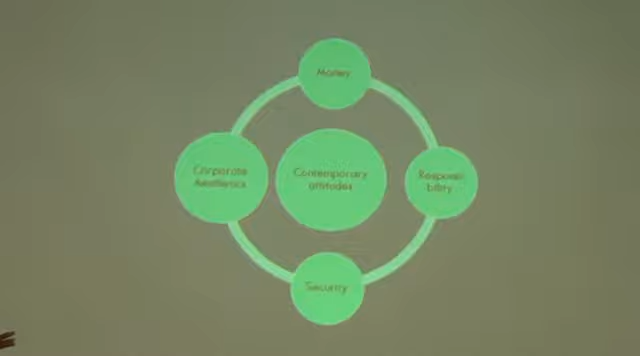 Money
Corporate
Aesthetics
Contemporary
attitudes
Responsi
bility
Security